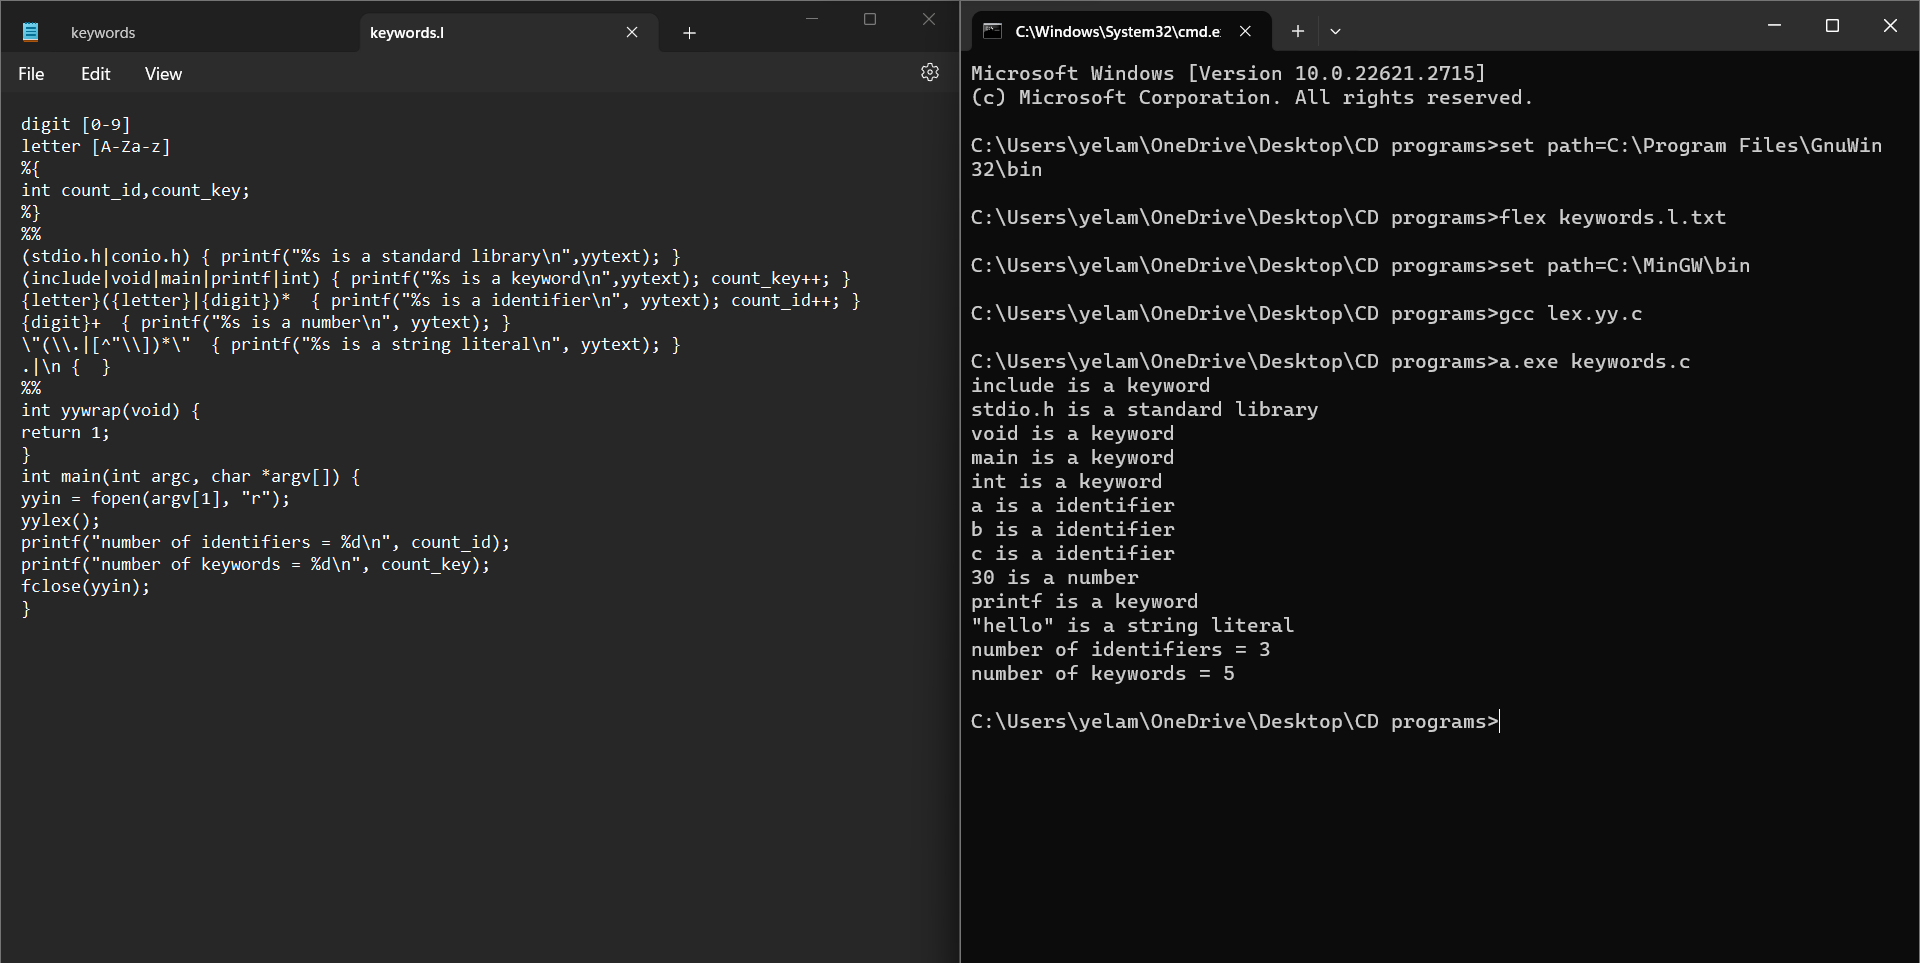 keywords
keywords.l
File Edit View
digit [0-9]
letter [A-Za-z]
%{
int count_id,count_key;
%}
%%
(stdio.h|conio.h) { printf("%s is a standard library\n",yytext); }
(include|void|main|printf|int) { printf("%s is a keyword\n",yytext); count_key++; }
{letter}({letter}|{digit})*  { printf("%s is a identifier\n", yytext); count_id++; }
{digit}+  { printf("%s is a number\n", yytext); }
\"(\\.|[^"\\])*\"  { printf("%s is a string literal\n", yytext); }
.|\n {  }
%%
int yywrap(void) {
return 1;
}
int main(int argc, char *argv[]) {
yyin = fopen(argv[1], "r");
yylex();
printf("number of identifiers = %d\n", count_id);
printf("number of keywords = %d\n", count_key);
fclose(yyin);
}
C:\Windows\System32\cmd.e
Microsoft Windows [Version 10.0.22621.2715]
(c) Microsoft Corporation. All rights reserved.
C:\Users\yelam\OneDrive\Desktop\CD programs>set path=C:\Program Files\GnuWin
32\bin
C:\Users\yelam\OneDrive\Desktop\CD programs>flex keywords.l.txt
C:\Users\yelam\OneDrive\Desktop\CD programs>set path=C:\MinGW\bin
C:\Users\yelam\OneDrive\Desktop\CD programs>gcc lex.yy.c
C:\Users\yelam\OneDrive\Desktop\CD programs>a.exe keywords.c
include is a keyword
stdio.h is a standard library
void is a keyword
main is a keyword
int is a keyword
a is a identifier
b is a identifier
c is a identifier
30 is a number
printf is a keyword
"hello" is a string literal
number of identifiers = 3
number of keywords = 5
C:\Users\yelam\OneDrive\Desktop\CD programs>